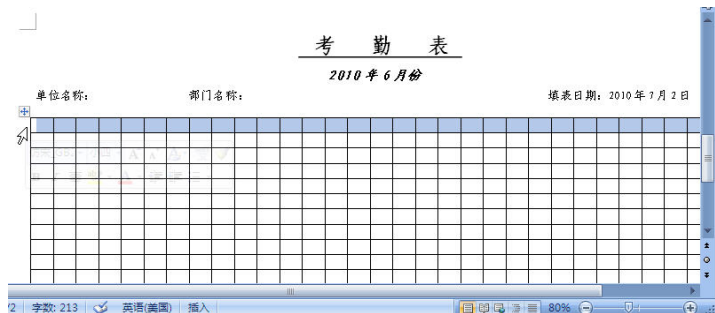 考 勤 表
2010 年 6 月份
单位名称： 部门名称： 填表日期：2010 年 7 月 2 日
字数: 213 英语(美国) 插入 80%